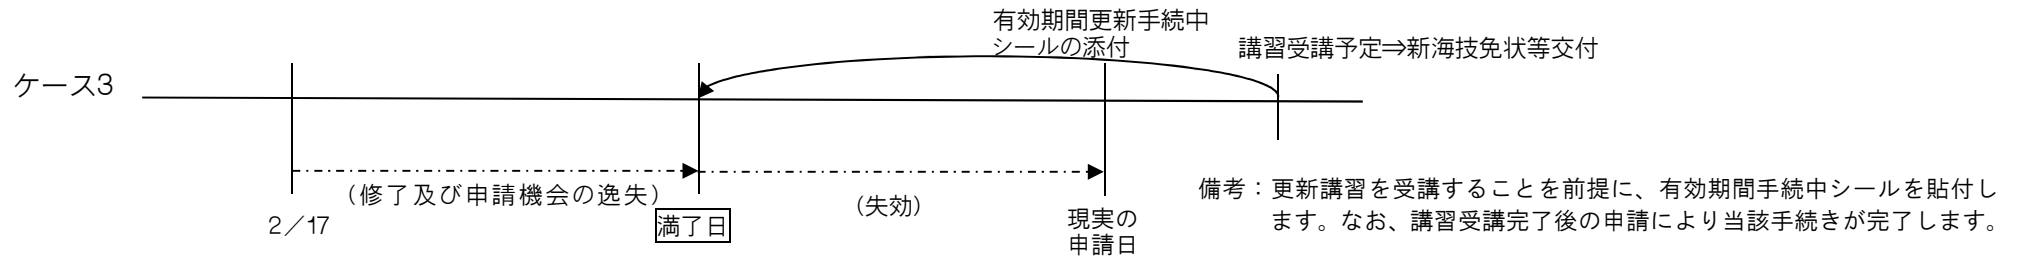 有効期間更新手続中
シールの添付
講習受講予定⇒新海技免状等交付
ケース3
（修了及び申請機会の逸失）
（失効）
2／17
満了日
現実の
申請日
備考：更新講習を受講することを前提に、有効期間手続中シールを貼付し
ます。なお、講習受講完了後の申請により当該手続きが完了します。